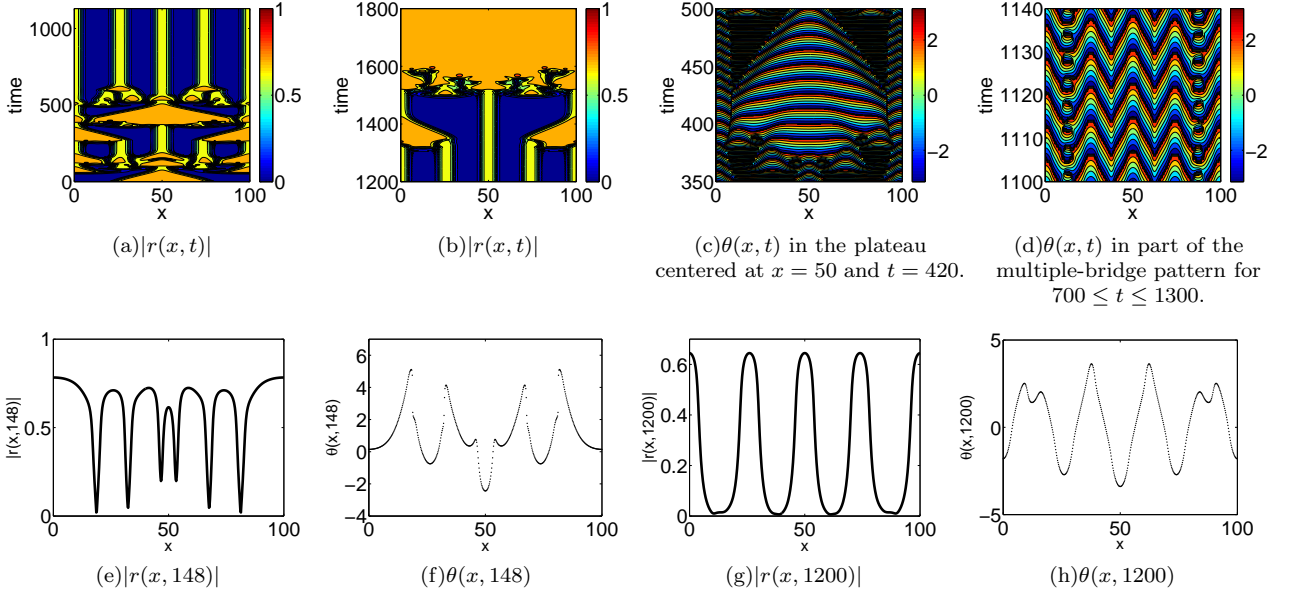 1
0.5
0
1000
500
0
time
0 50 100
x
(a)|r(x, t)|
1
0.5
0
1800
1600
1400
1200
time
0 50 100
x
(b)|r(x, t)|
2
0
−2
500
450
400
350
time
0 50 100
x
(c)θ(x, t) in the plateau
centered at x = 50 and t = 420.
2
0
−2
1140
1130
1120
1110
1100
time
0 50 100
x
(d)θ(x, t) in part of the
multiple-bridge pattern for
700 ≤ t ≤ 1300.
1
0.5
0
|r(x,148)|
0 50 100
x
(e)|r(x, 148)|
6
4
2
0
−2
−4
θ(x,148)
0 50 100
x
(f)θ(x, 148)
0.6
0.4
0.2
0
|r(x,1200)|
0 50 100
x
(g)|r(x, 1200)|
5
0
−5
θ(x,1200)
0 50 100
x
(h)θ(x, 1200)